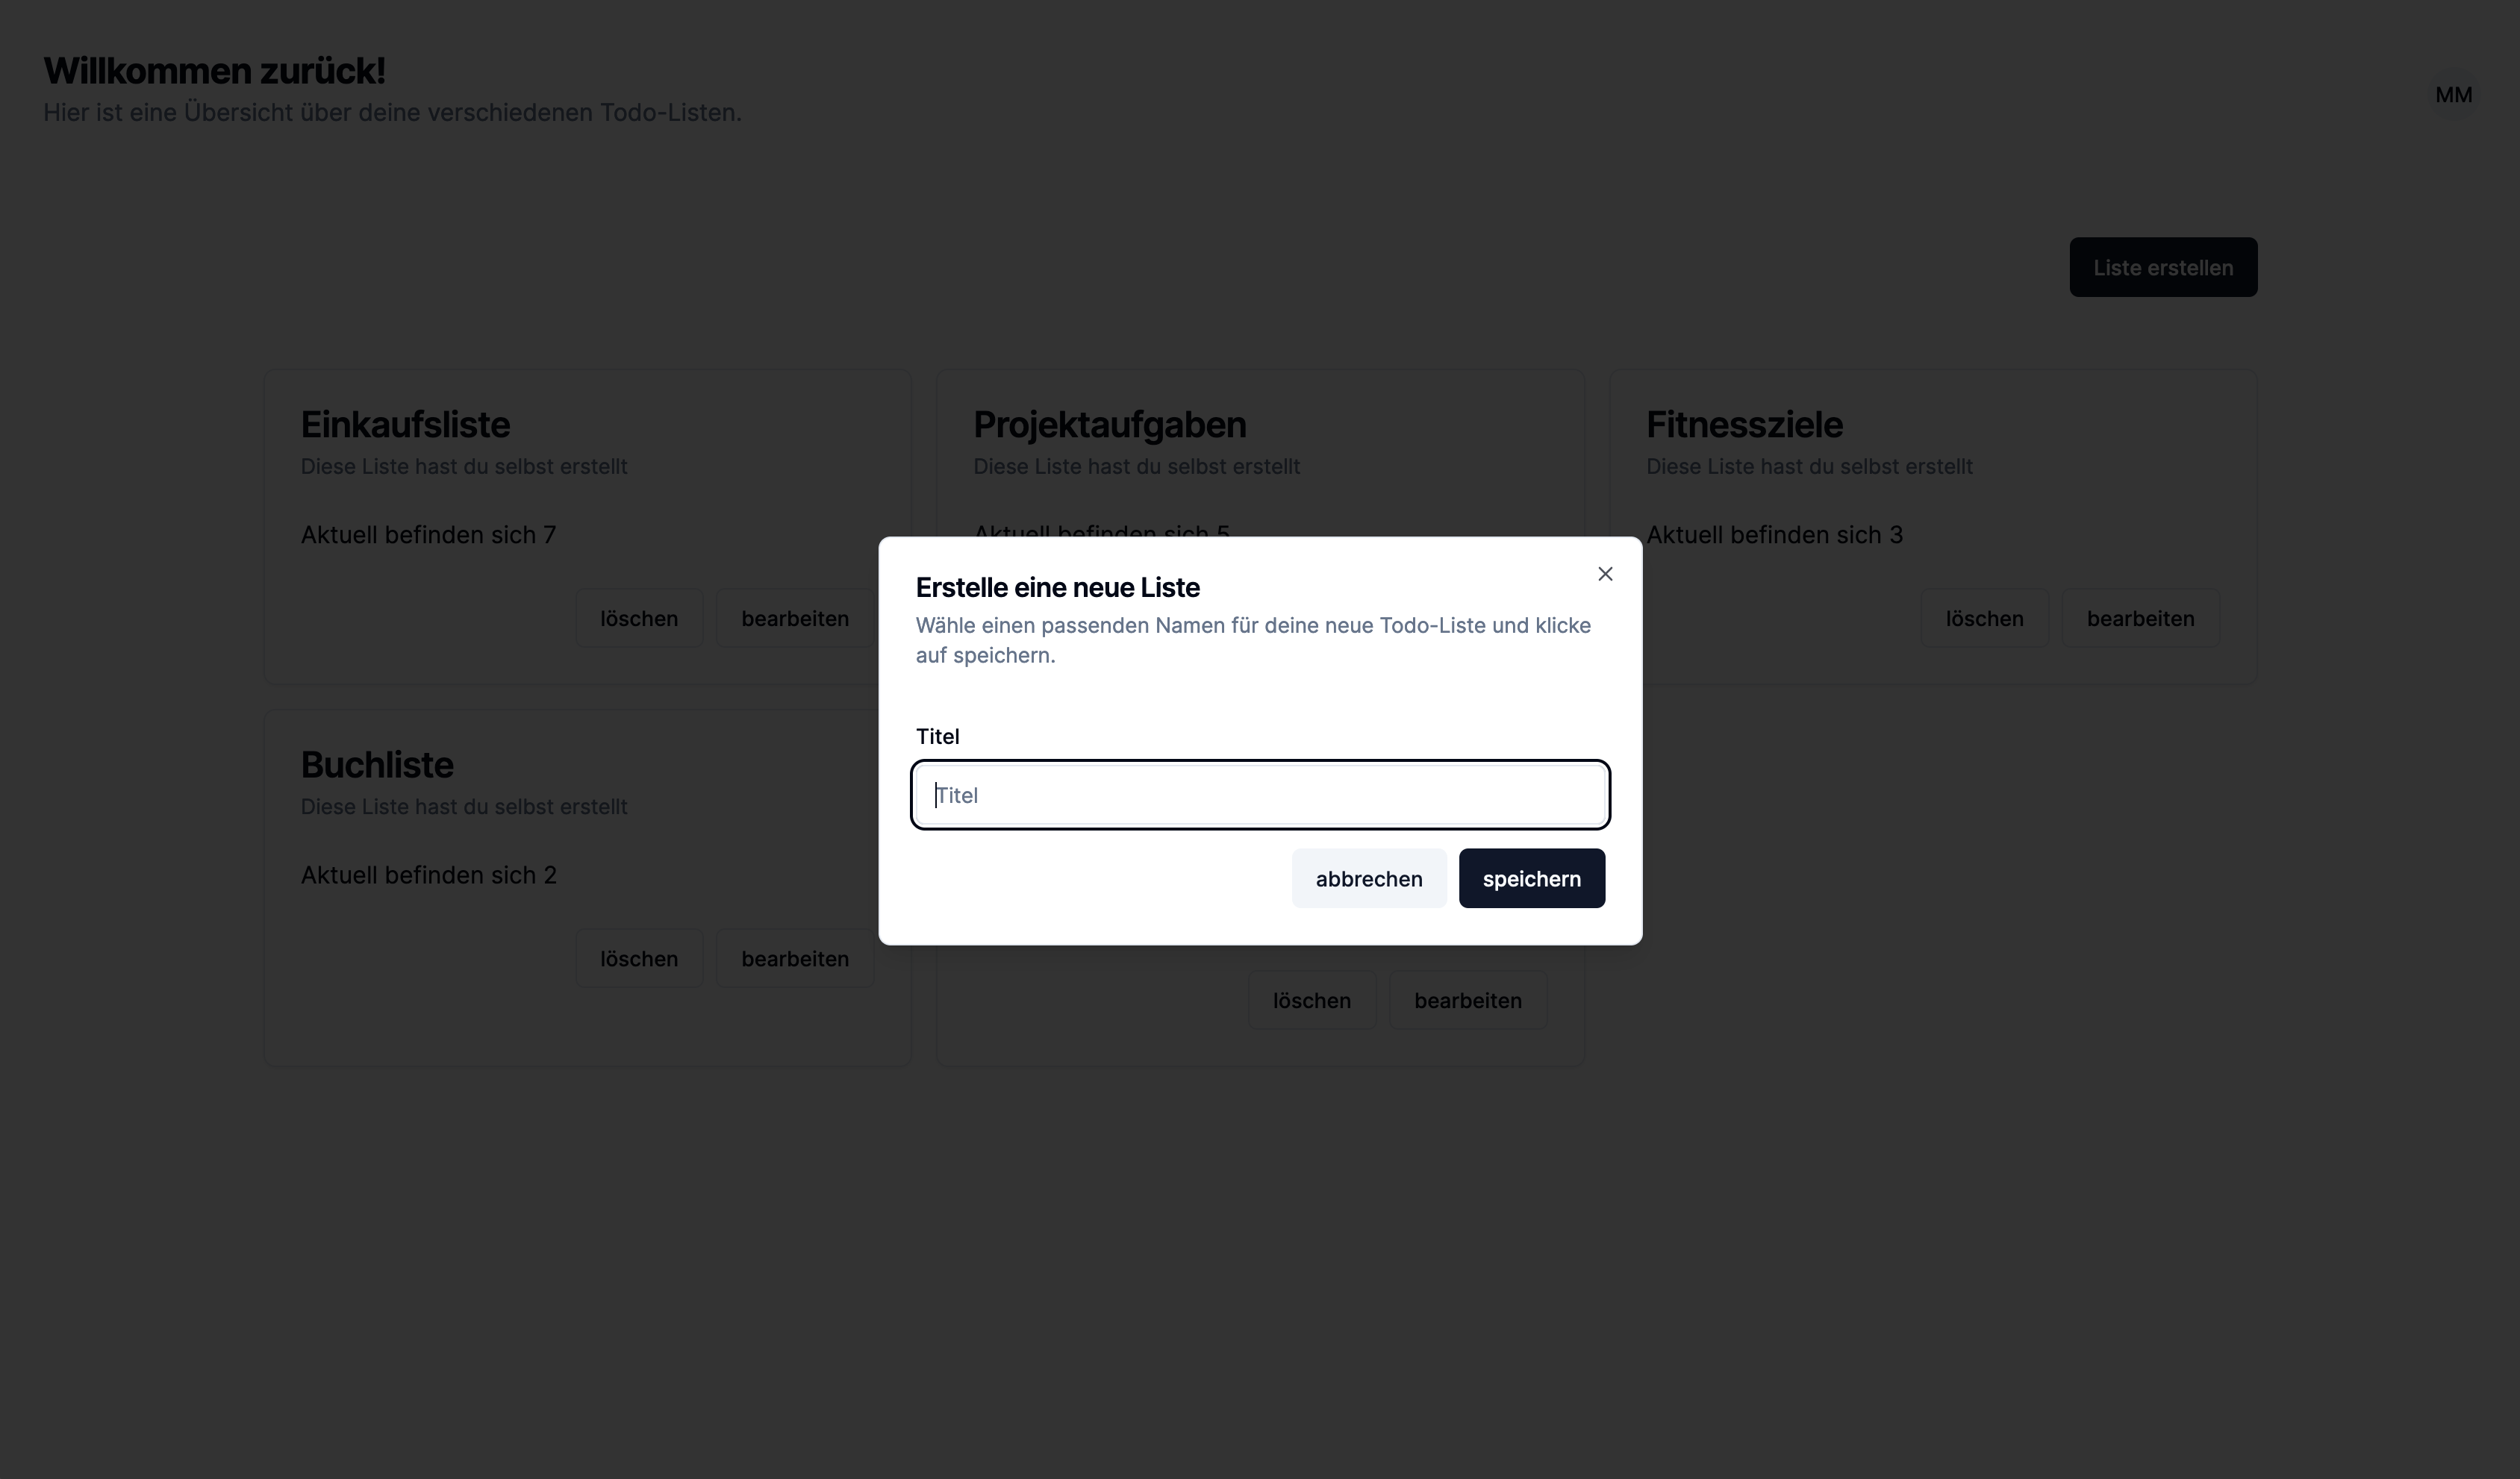 Willkommen zurück!
Hier ist eine Übersicht über deine verschiedenen Todo-Listen.
MM
Liste erstellen
Einkaufsliste
Diese Liste hast du selbst erstellt
Aktuell befinden sich 7
löschen
bearbeiten
Projektaufgaben
Diese Liste hast du selbst erstellt
Aktuell befinden sich 5
Fitnessziele
Diese Liste hast du selbst erstellt
Aktuell befinden sich 3
löschen
bearbeiten
Erstelle eine neue Liste
Wähle einen passenden Namen für deine neue Todo-Liste und klicke
auf speichern.
Titel
Titel
abbrechen
speichern
Buchliste
Diese Liste hast du selbst erstellt
Aktuell befinden sich 2
löschen
bearbeiten
löschen
bearbeiten